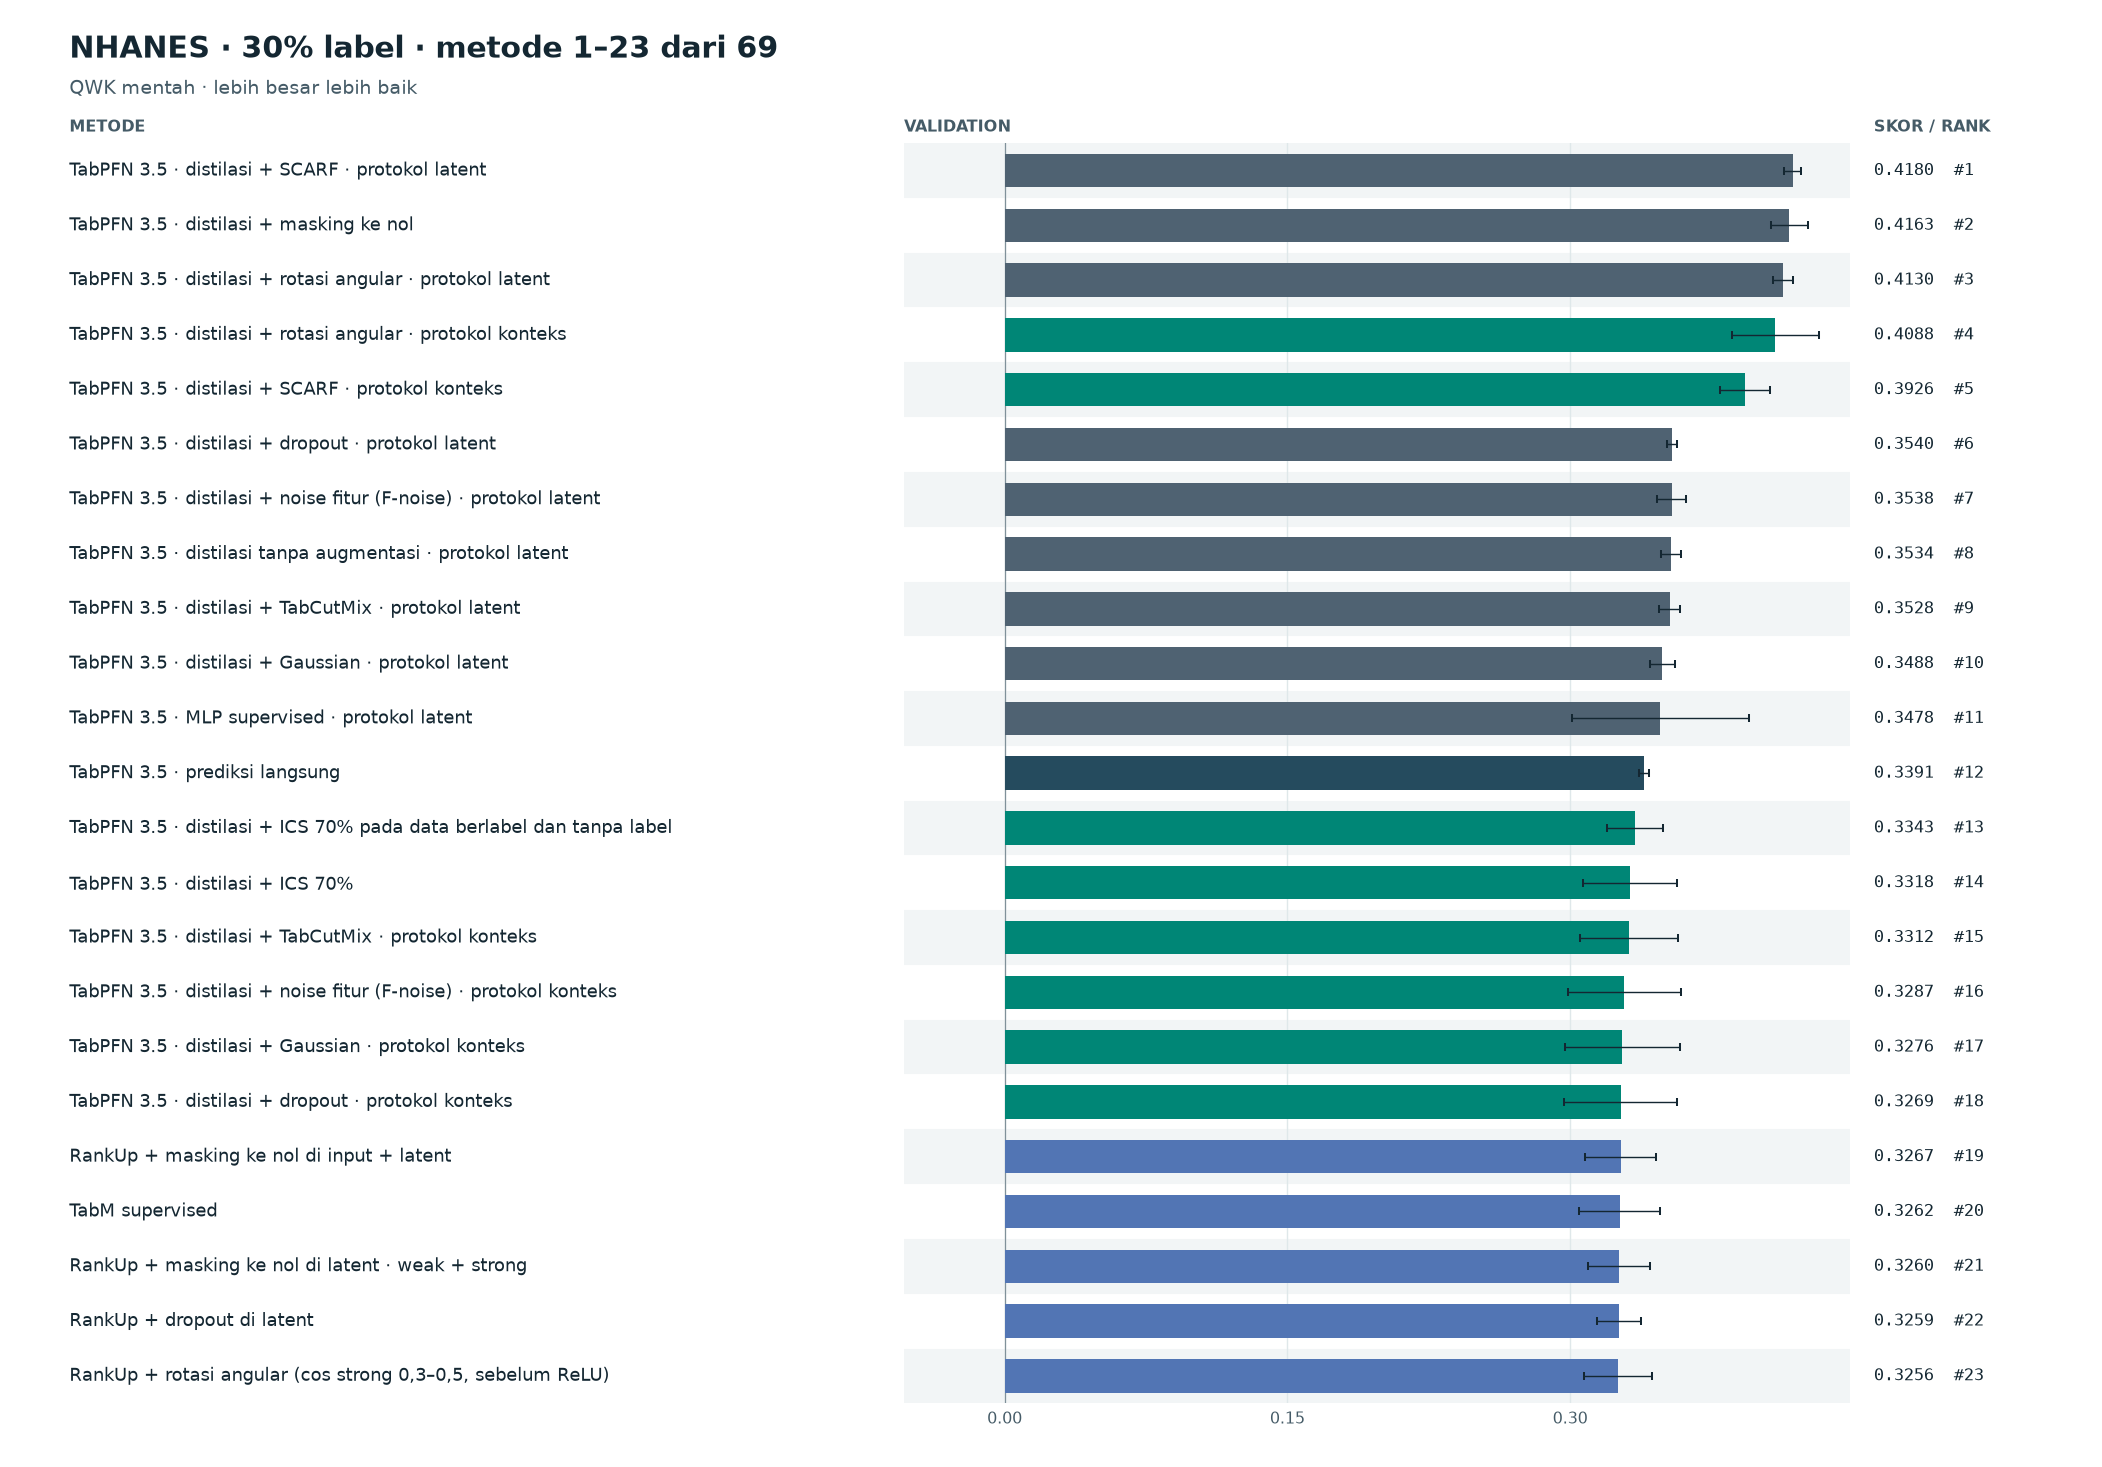 NHANES · 30% label · metode 1–23 dari 69
QWK mentah · lebih besar lebih baik
METODE VALIDATION SKOR / RANK
TabPFN 3.5 · distilasi + SCARF · protokol latent 0.4180 #1
TabPFN 3.5 · distilasi + masking ke nol 0.4163 #2
TabPFN 3.5 · distilasi + rotasi angular · protokol latent 0.4130 #3
TabPFN 3.5 · distilasi + rotasi angular · protokol konteks 0.4088 #4
TabPFN 3.5 · distilasi + SCARF · protokol konteks 0.3926 #5
TabPFN 3.5 · distilasi + dropout · protokol latent 0.3540 #6
TabPFN 3.5 · distilasi + noise fitur (F-noise) · protokol latent 0.3538 #7
TabPFN 3.5 · distilasi tanpa augmentasi · protokol latent 0.3534 #8
TabPFN 3.5 · distilasi + TabCutMix · protokol latent 0.3528 #9
TabPFN 3.5 · distilasi + Gaussian · protokol latent 0.3488 #10
TabPFN 3.5 · MLP supervised · protokol latent 0.3478 #11
TabPFN 3.5 · prediksi langsung 0.3391 #12
TabPFN 3.5 · distilasi + ICS 70% pada data berlabel dan tanpa label 0.3343 #13
TabPFN 3.5 · distilasi + ICS 70% 0.3318 #14
TabPFN 3.5 · distilasi + TabCutMix · protokol konteks 0.3312 #15
TabPFN 3.5 · distilasi + noise fitur (F-noise) · protokol konteks 0.3287 #16
TabPFN 3.5 · distilasi + Gaussian · protokol konteks 0.3276 #17
TabPFN 3.5 · distilasi + dropout · protokol konteks 0.3269 #18
RankUp + masking ke nol di input + latent 0.3267 #19
TabM supervised 0.3262 #20
RankUp + masking ke nol di latent · weak + strong 0.3260 #21
RankUp + dropout di latent 0.3259 #22
RankUp + rotasi angular (cos strong 0,3–0,5, sebelum ReLU) 0.3256 #23
0.00 0.15 0.30